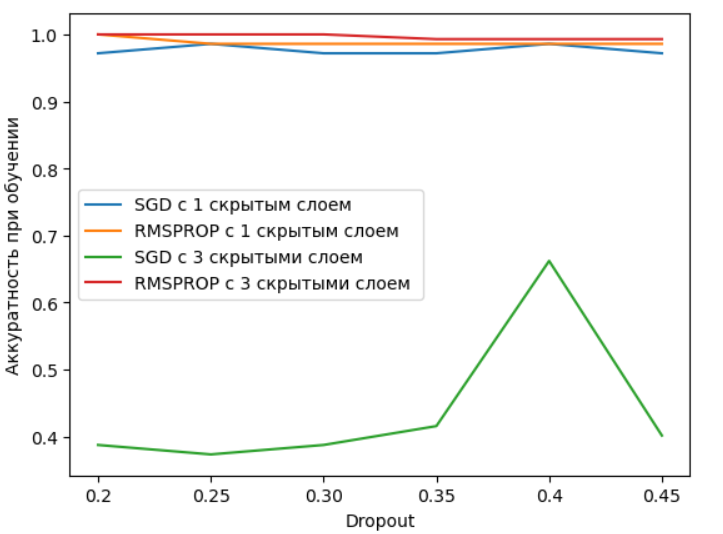 1.0
0.9
0.8
0.7
0.6
0.5
0.4
Аккуратность при обучении
SGD с 1 скрытым слоем
RMSPROP с 1 скрытым слоем
SGD с 3 скрытыми слоем
RMSPROP с 3 скрытыми слоем
0.2 0.25 0.30 0.35 0.4 0.45
Dropout